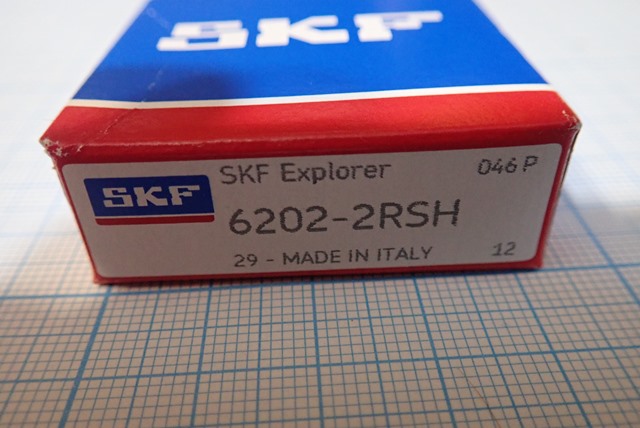 SKF
SKF
SKF Explorer
046 P
6202-2RSH
29 - MADE IN ITALY
12